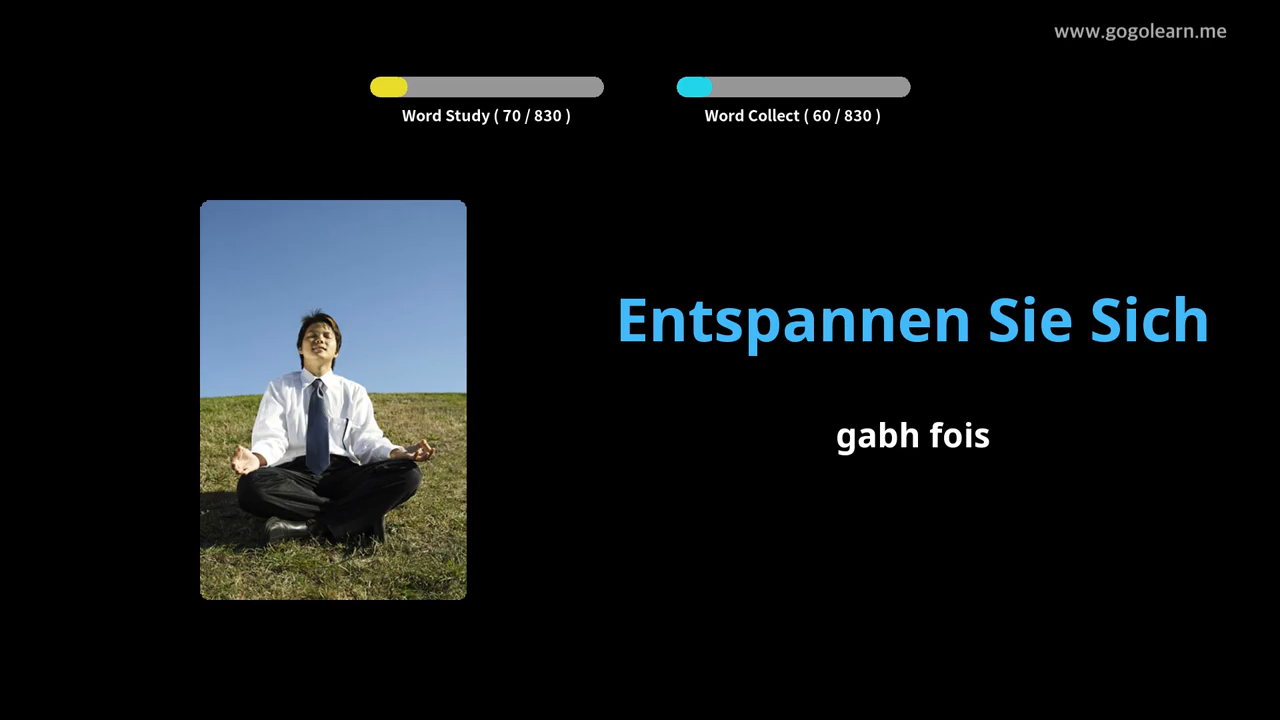 www.gogolearn.me
Word Study ( 70 / 830 )
Word Collect ( 60 / 830 )
Entspannen Sie Sich
gabh fois